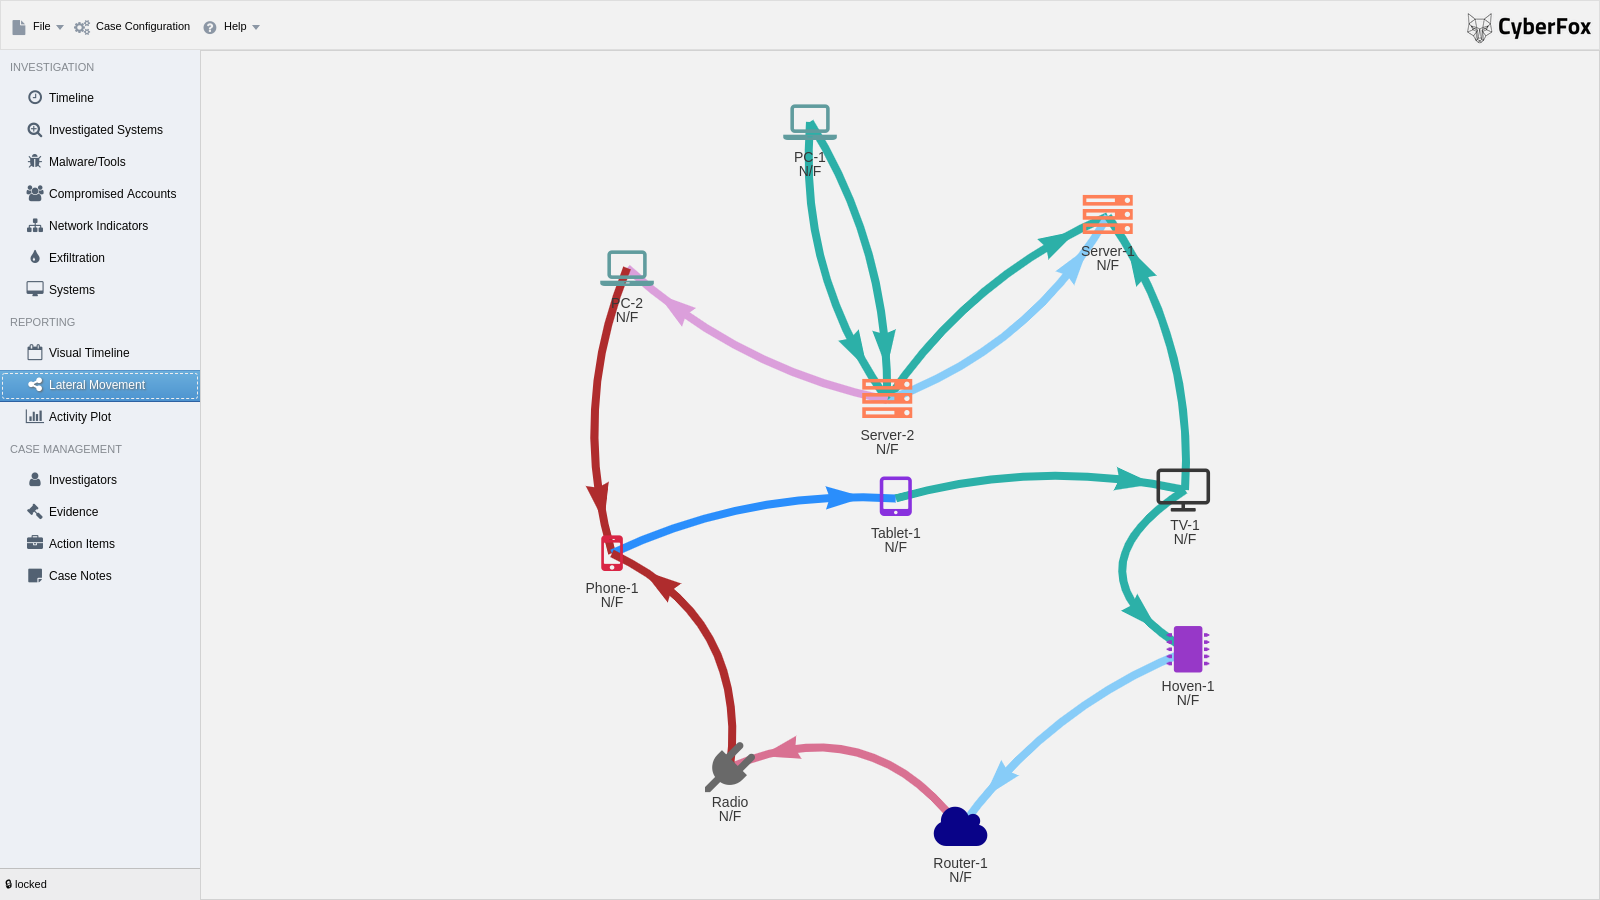 File
Case Configuration
Help
CyberFox
INVESTIGATION
Timeline
Investigated Systems
Malware/Tools
Compromised Accounts
Network Indicators
Exfiltration
Systems
REPORTING
Visual Timeline
Lateral Movement
Activity Plot
CASE MANAGEMENT
Investigators
Evidence
Action Items
Case Notes
locked
PC-1
N/F
Server-1
N/F
PC-2
N/F
Server-2
N/F
Tablet-1
N/F
TV-1
N/F
Phone-1
N/F
Hoven-1
N/F
Radio
N/F
Router-1
N/F